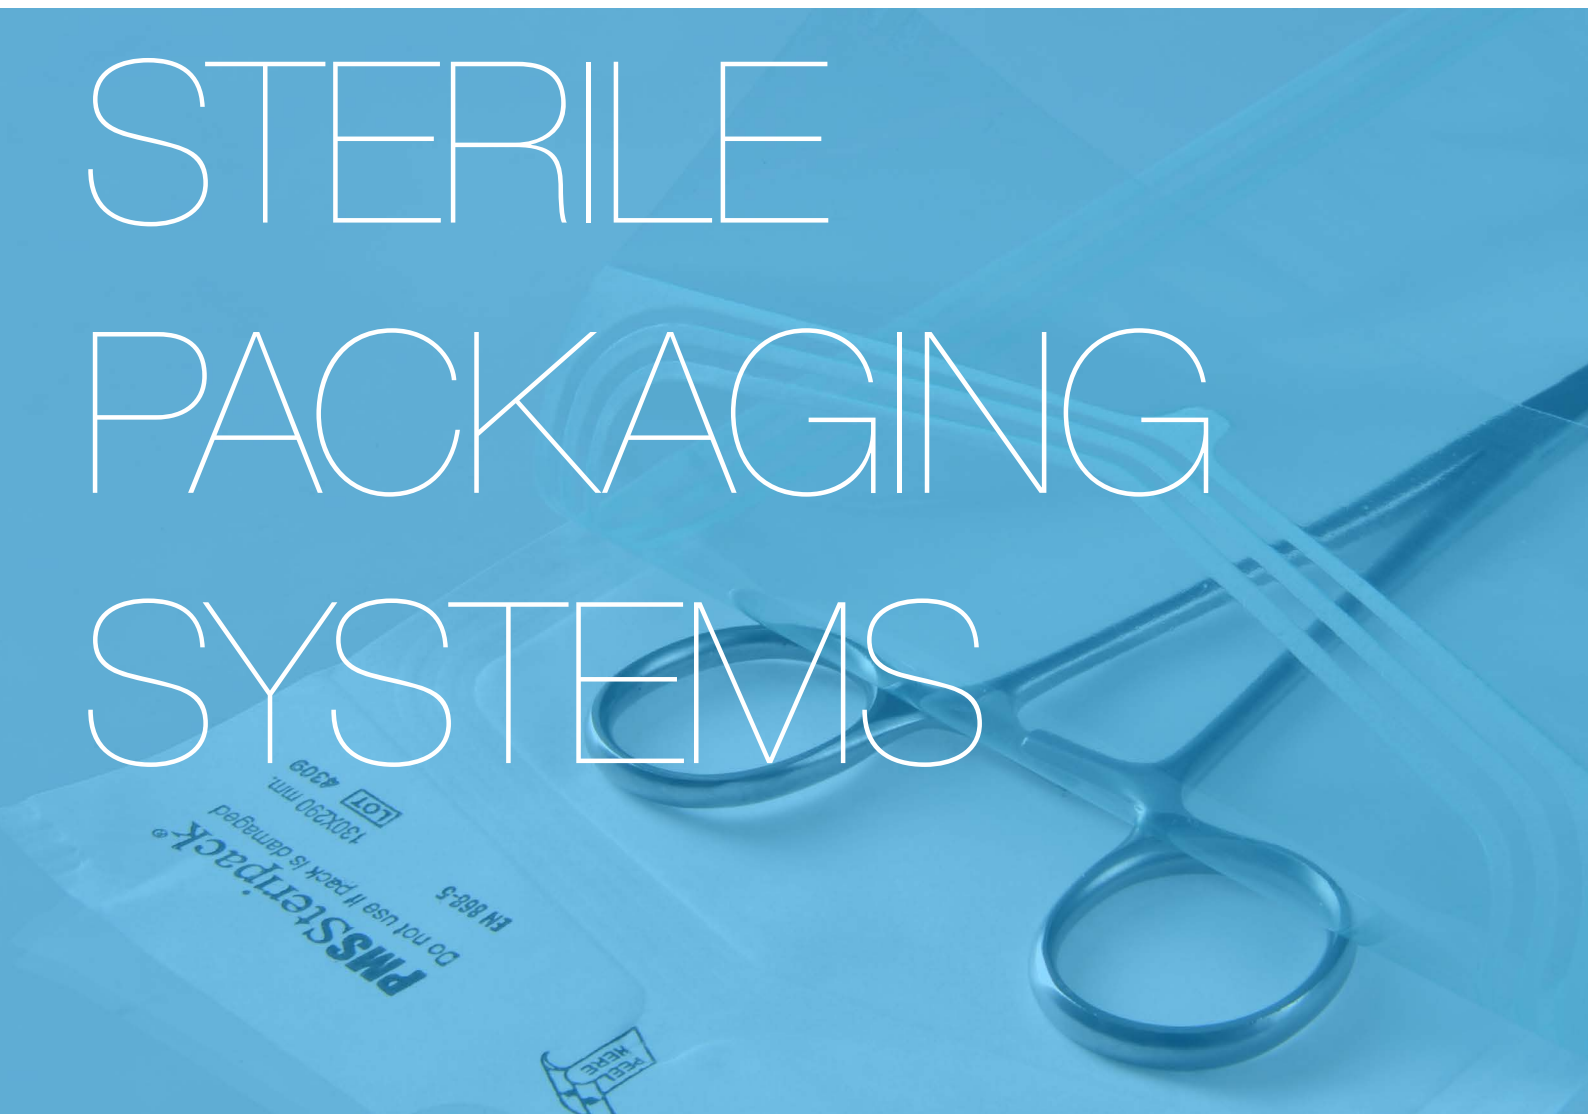 STERILE
PACKAGING
SYSTEMS
PMSSteripack®
Do not use if pack is damaged
130X290 mm.
LOT 4309
EN 868-5
PEEL
HERE